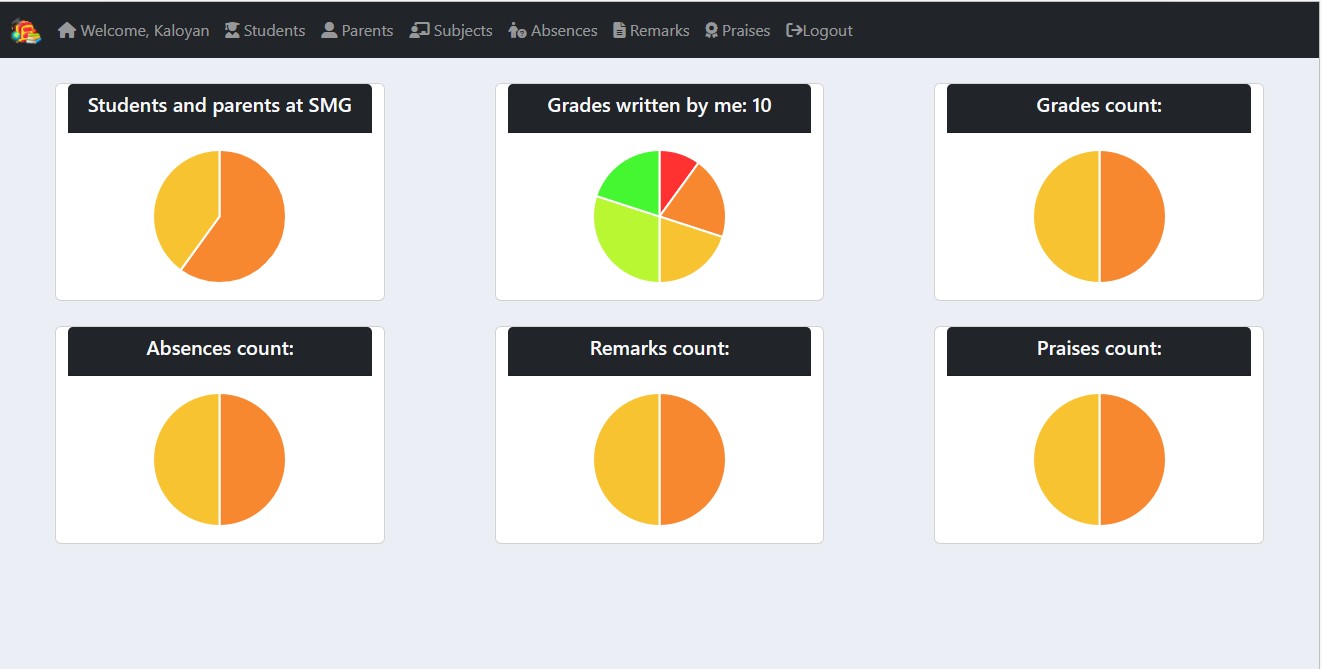 Welcome, Kaloyan Students Parents Subjects Absences Remarks Praises Logout
Students and parents at SMG
Grades written by me: 10
Grades count:
Absences count:
Remarks count:
Praises count: